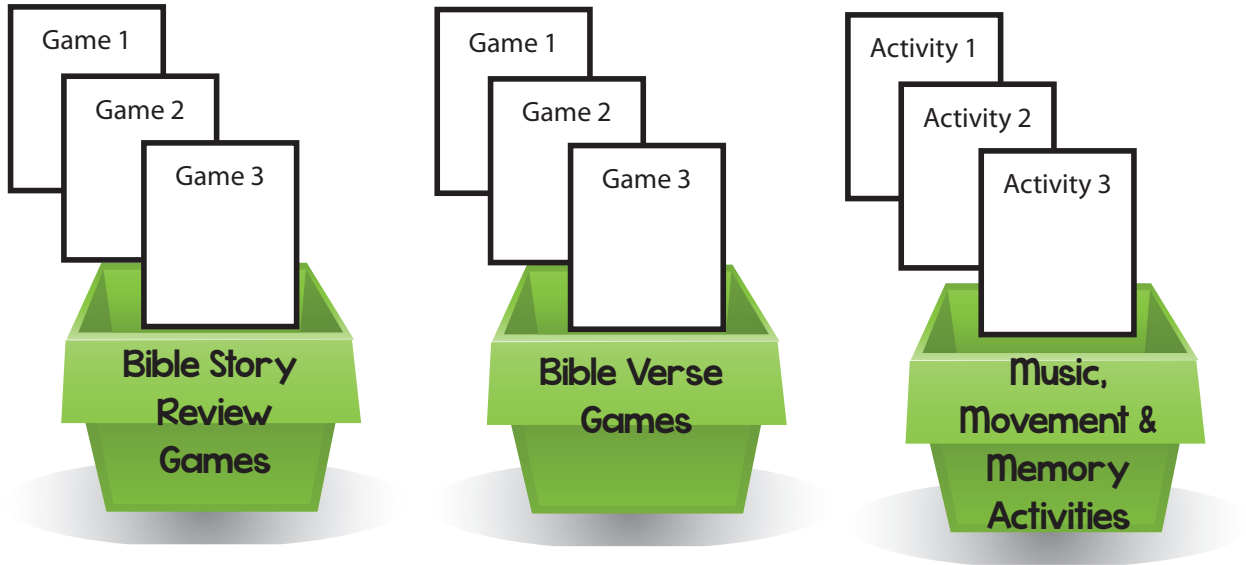 Game 1
Game 2
Game 3
Bible Story
Review
Games
Game 1
Game 2
Game 3
Bible Verse
Games
Activity 1
Activity 2
Activity 3
Music,
Movement &
Memory
Activities